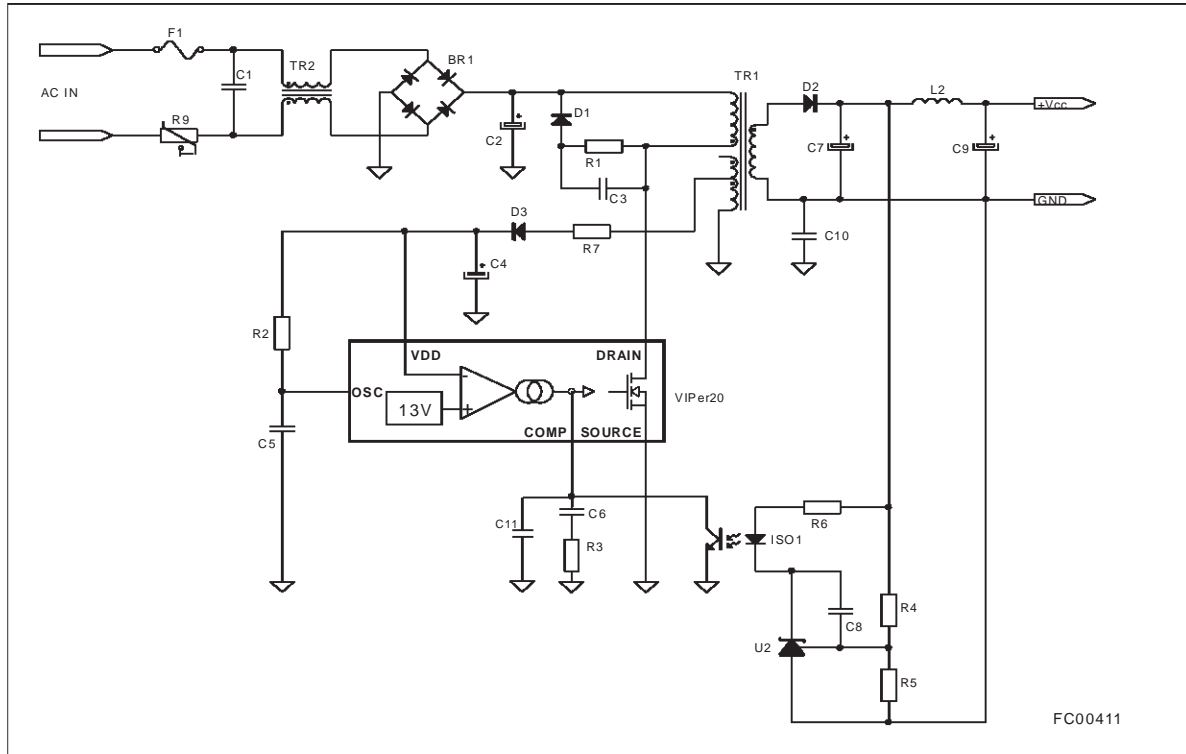 F1
BR1
TR2
C1
AC IN
R9
TR1
D2
L2
+Vcc
D1
C2
R1
C3
C7
C9
GND
D3
R7
C10
C4
R2
VDD
DRAIN
OSC
13V
VIPer20
C5
COMP SOURCE
C11
C6
R3
R6
ISO1
C8
R4
U2
R5
FC00411